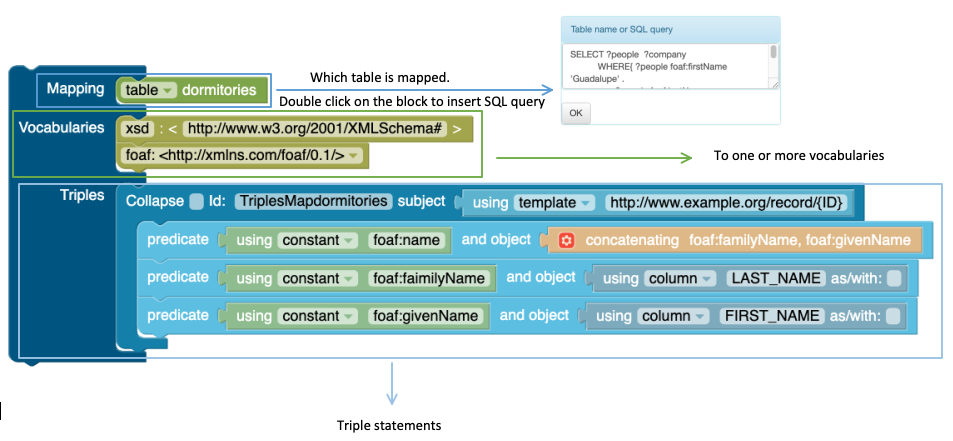 Table name or SQL query
SELECT ?people ?company
WHERE{ ?people foaf:firstName
'Guadalupe' .
OK
Which table is mapped.
Double click on the block to insert SQL query
Mapping table dormitories
Vocabularies xsd : < http://www.w3.org/2001/XMLSchema# >
foaf: <http://xmlns.com/foaf/0.1/>
To one or more vocabularies
Triples Collapse Id: TriplesMapdormitories subject using template http://www.example.org/record/{ID}
predicate using constant foaf:name and object concatenating foaf:familyName, foaf:givenName
predicate using constant foaf:faimilyName and object using column LAST_NAME as/with:
predicate using constant foaf:givenName and object using column FIRST_NAME as/with:
Triple statements